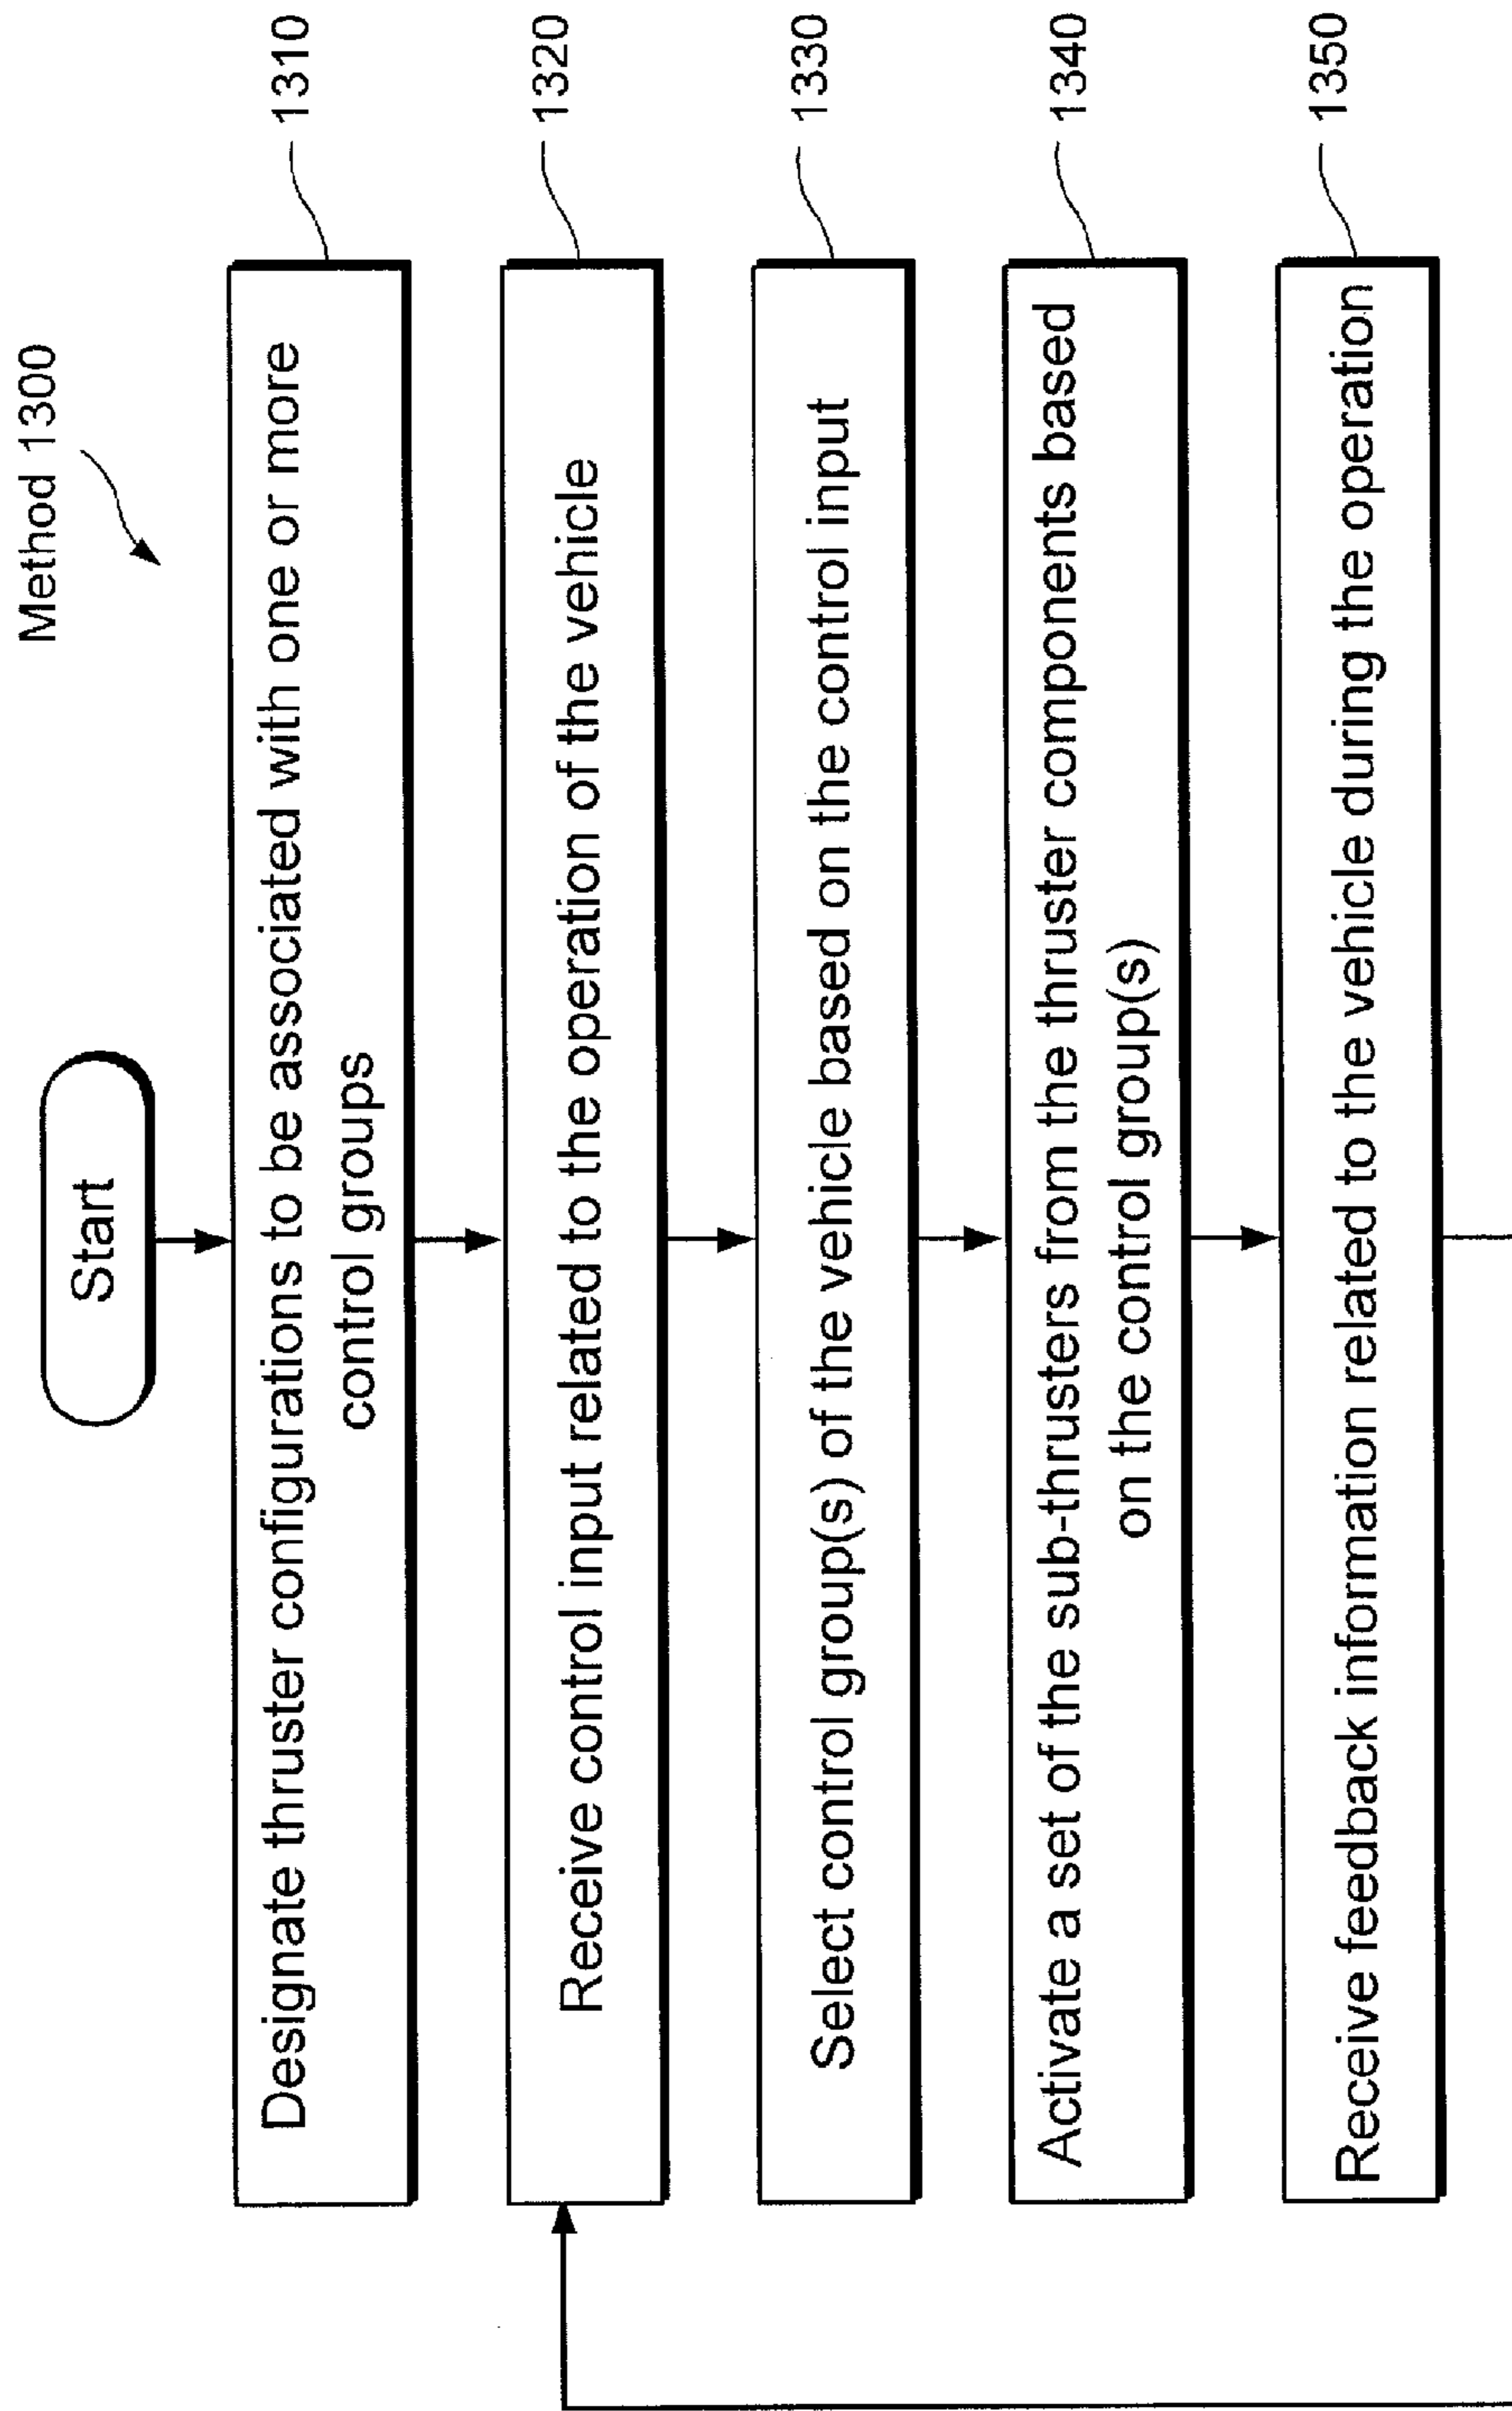 Method 1300
Start
Designate thruster configurations to be associated with one or more
control groups
1310
Receive control input related to the operation of the vehicle
1320
Select control group(s) of the vehicle based on the control input
1330
Activate a set of the sub-thrusters from the thruster components based
on the control group(s)
1340
Receive feedback information related to the vehicle during the operation
1350